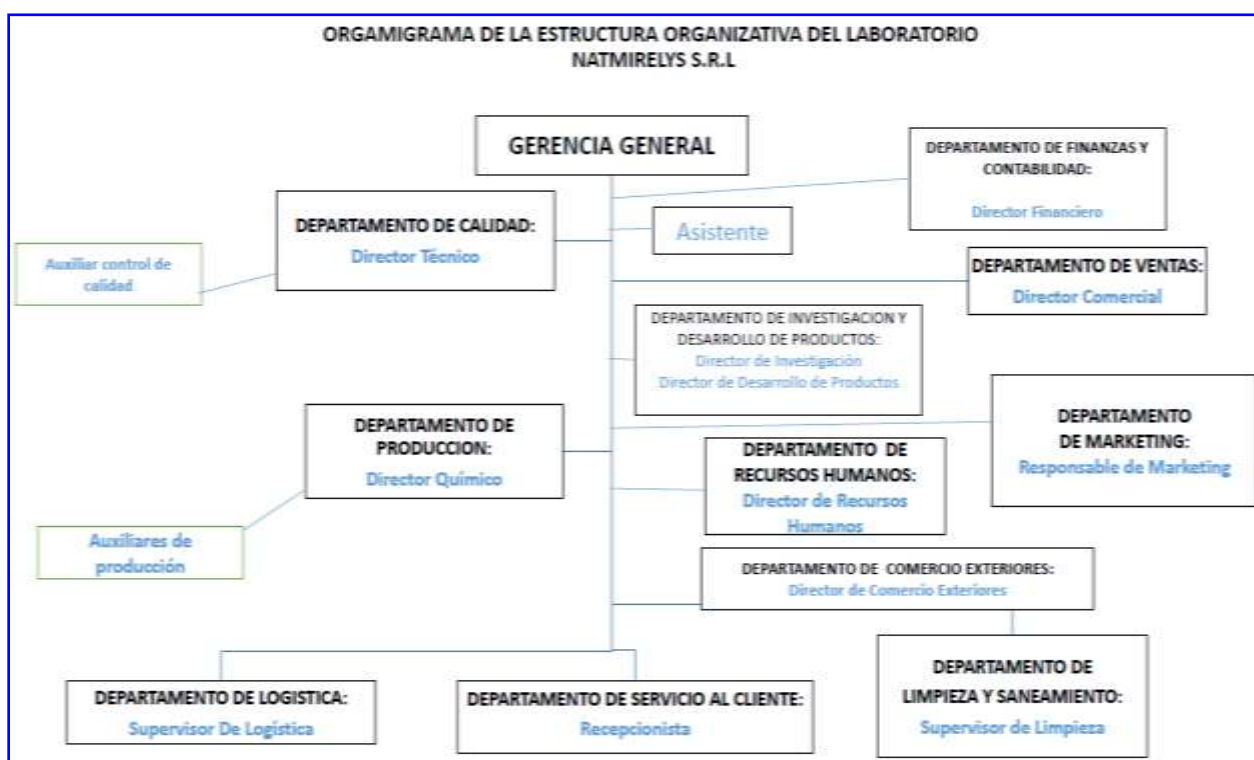 ORGAMIGRAMA DE LA ESTRUCTURA ORGANIZATIVA DEL LABORATORIO
NATMIRELYS S.R.L
GERENCIA GENERAL
DEPARTAMENTO DE FINANZAS Y
CONTABILIDAD:
Director Financiero
DEPARTAMENTO DE CALIDAD:
Director Técnico
Asistente
Auxiliar control de
calidad
DEPARTAMENTO DE VENTAS:
Director Comercial
DEPARTAMENTO DE INVESTIGACION Y
DESARROLLO DE PRODUCTOS:
Director de Investigación
Director de Desarrollo de Productos
DEPARTAMENTO DE
PRODUCCION:
Director Químico
DEPARTAMENTO
DE MARKETING:
Responsable de Marketing
DEPARTAMENTO DE
RECURSOS HUMANOS:
Director de Recursos
Humanos
Auxiliares de
producción
DEPARTAMENTO DE COMERCIO EXTERIORES:
Director de Comercio Exteriores
DEPARTAMENTO DE LOGISTICA:
Supervisor De Logística
DEPARTAMENTO DE SERVICIO AL CLIENTE:
Recepcionista
DEPARTAMENTO DE
LIMPIEZA Y SANEAMIENTO:
Supervisor de Limpieza